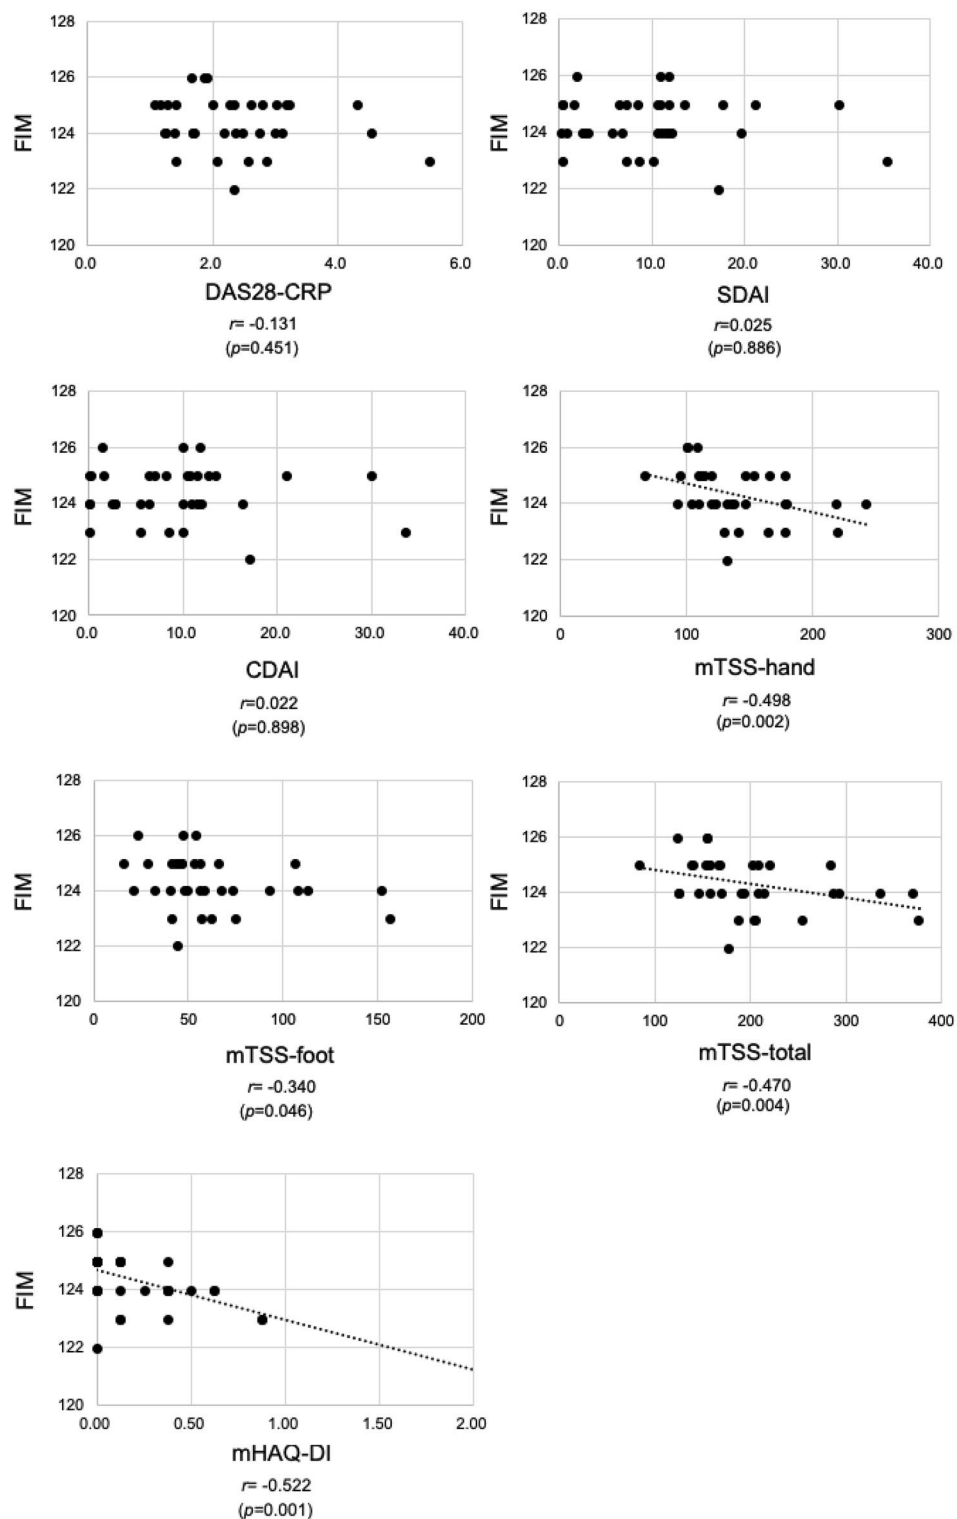 128
126
124
122
120
FIM
0.0 2.0 4.0 6.0
DAS28-CRP
r= -0.131
(p=0.451)
128
126
124
122
120
FIM
0.0 10.0 20.0 30.0 40.0
SDAI
r=0.025
(p=0.886)
128
126
124
122
120
FIM
0.0 10.0 20.0 30.0 40.0
CDAI
r=0.022
(p=0.898)
128
126
124
122
120
FIM
0 100 200 300
mTSS-hand
r= -0.498
(p=0.002)
128
126
124
122
120
FIM
0 50 100 150 200
mTSS-foot
r= -0.340
(p=0.046)
128
126
124
122
120
FIM
0 100 200 300 400
mTSS-total
r= -0.470
(p=0.004)
128
126
124
122
120
FIM
0.00 0.50 1.00 1.50 2.00
mHAQ-DI
r= -0.522
(p=0.001)